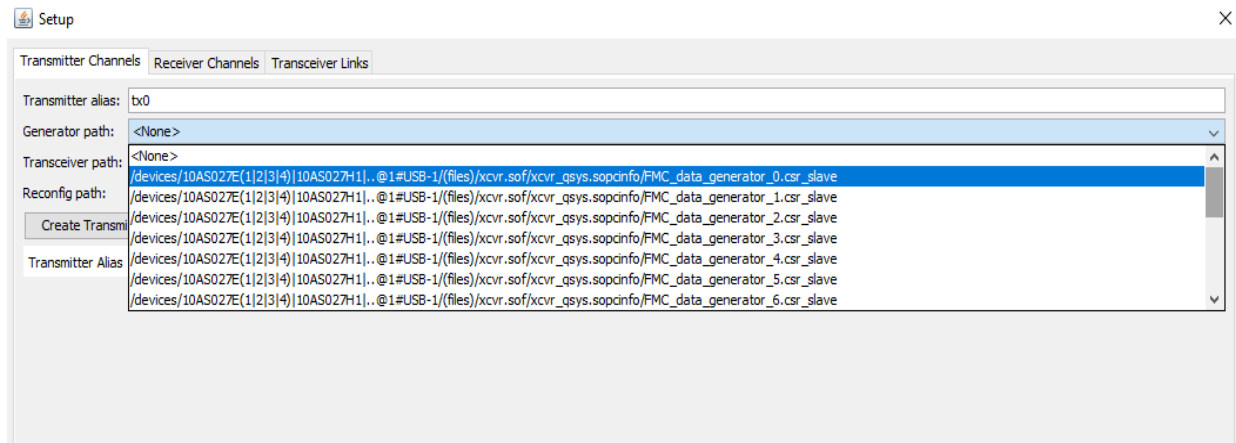 Setup
Transmitter Channels Receiver Channels Transceiver Links
Transmitter alias: tx0
Generator path: <None>
Transceiver path: <None>
/devices/10AS027E(1|2|3|4)|10AS027H1|..@1#USB-1/(files)/xcvr.sof/xcvr_qsys.sopcinfo/FMC_data_generator_0.csr_slave
Reconfig path: /devices/10AS027E(1|2|3|4)|10AS027H1|..@1#USB-1/(files)/xcvr.sof/xcvr_qsys.sopcinfo/FMC_data_generator_1.csr_slave
/devices/10AS027E(1|2|3|4)|10AS027H1|..@1#USB-1/(files)/xcvr.sof/xcvr_qsys.sopcinfo/FMC_data_generator_2.csr_slave
Create Transmi /devices/10AS027E(1|2|3|4)|10AS027H1|..@1#USB-1/(files)/xcvr.sof/xcvr_qsys.sopcinfo/FMC_data_generator_3.csr_slave
Transmitter Alias /devices/10AS027E(1|2|3|4)|10AS027H1|..@1#USB-1/(files)/xcvr.sof/xcvr_qsys.sopcinfo/FMC_data_generator_4.csr_slave
/devices/10AS027E(1|2|3|4)|10AS027H1|..@1#USB-1/(files)/xcvr.sof/xcvr_qsys.sopcinfo/FMC_data_generator_5.csr_slave
/devices/10AS027E(1|2|3|4)|10AS027H1|..@1#USB-1/(files)/xcvr.sof/xcvr_qsys.sopcinfo/FMC_data_generator_6.csr_slave